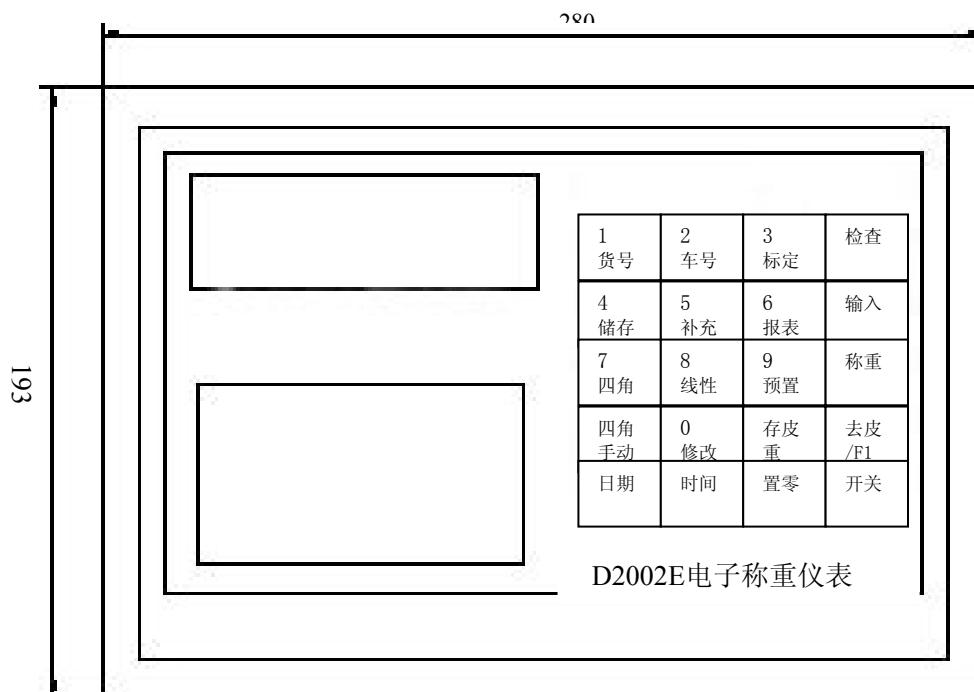 280
193
1
货号
2
车号
3
标定
检查
4
储存
5
补充
6
报表
输入
7
四角
8
线性
9
预置
称重
四角
手动
0
修改
存皮
重
去皮
/F1
日期
时间
置零
开关
D2002E电子称重仪表